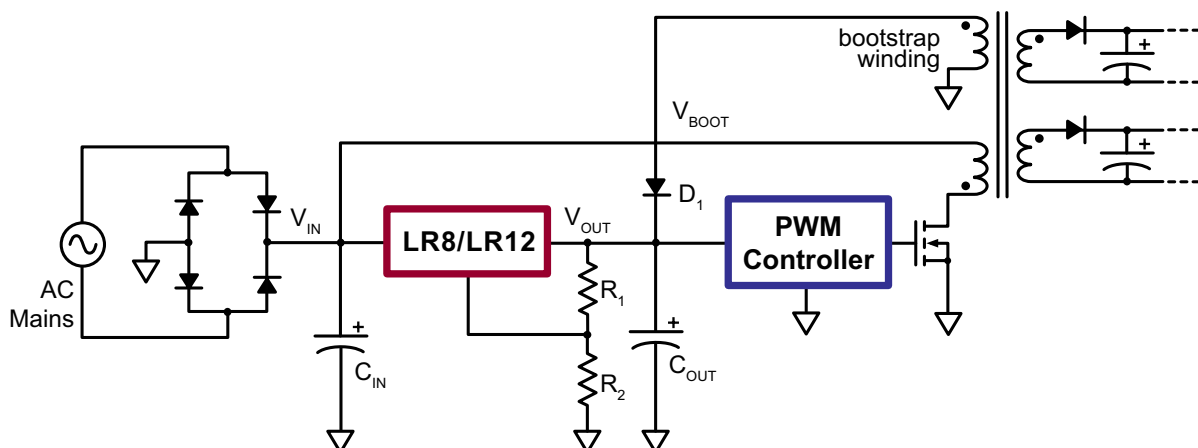 bootstrap
winding
+
V_BOOT
+
D_1
V_IN
V_OUT
LR8/LR12
PWM
Controller
R_1
AC
Mains
+
C_IN
+
C_OUT
R_2